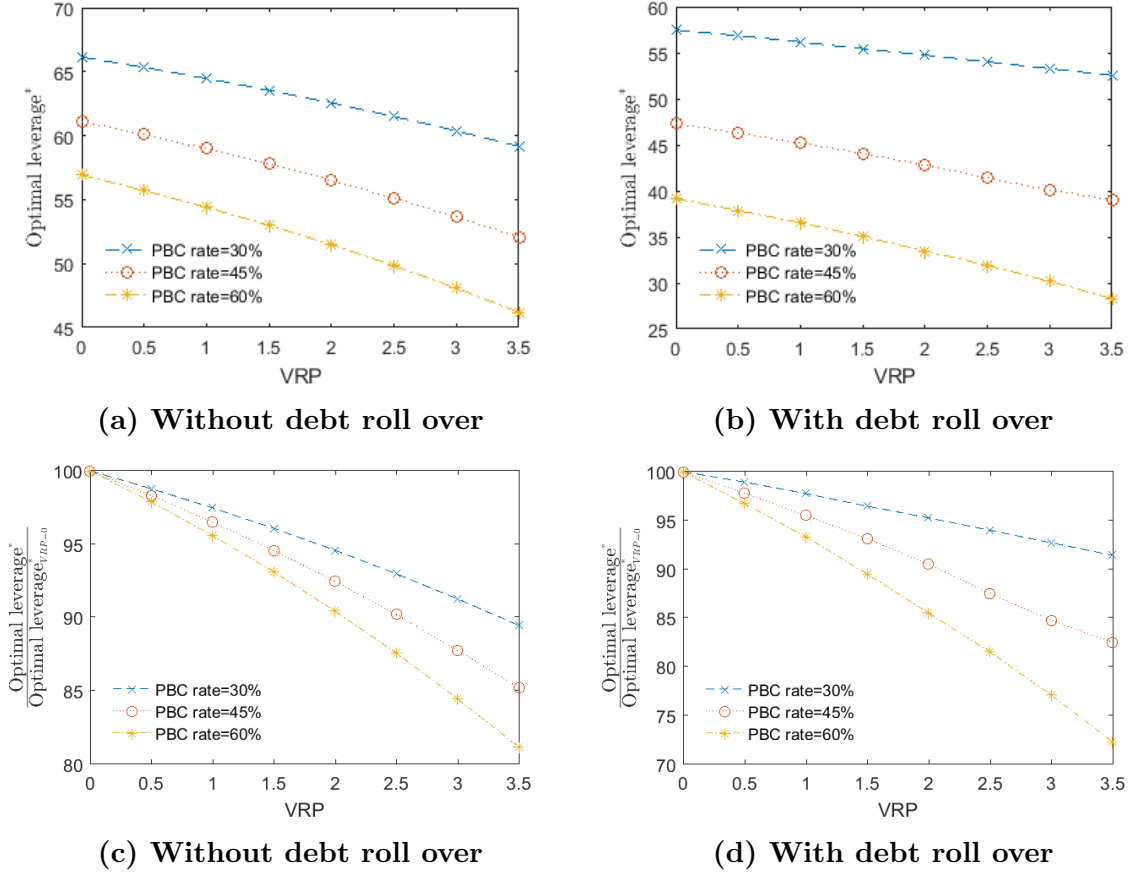 70
65
60
55
50
45
Optimal leverage*
PBC rate=30%
PBC rate=45%
PBC rate=60%
0 0.5 1 1.5 2 2.5 3 3.5
VRP
(a) Without debt roll over
60
55
50
45
40
35
30
25
Optimal leverage*
PBC rate=30%
PBC rate=45%
PBC rate=60%
0 0.5 1 1.5 2 2.5 3 3.5
VRP
(b) With debt roll over
100
95
90
85
80
Optimal leverage*
Optimal leverage*VRP=0
PBC rate=30%
PBC rate=45%
PBC rate=60%
0 0.5 1 1.5 2 2.5 3 3.5
VRP
(c) Without debt roll over
100
95
90
85
80
75
70
Optimal leverage*
Optimal leverage*VRP=0
PBC rate=30%
PBC rate=45%
PBC rate=60%
0 0.5 1 1.5 2 2.5 3 3.5
VRP
(d) With debt roll over